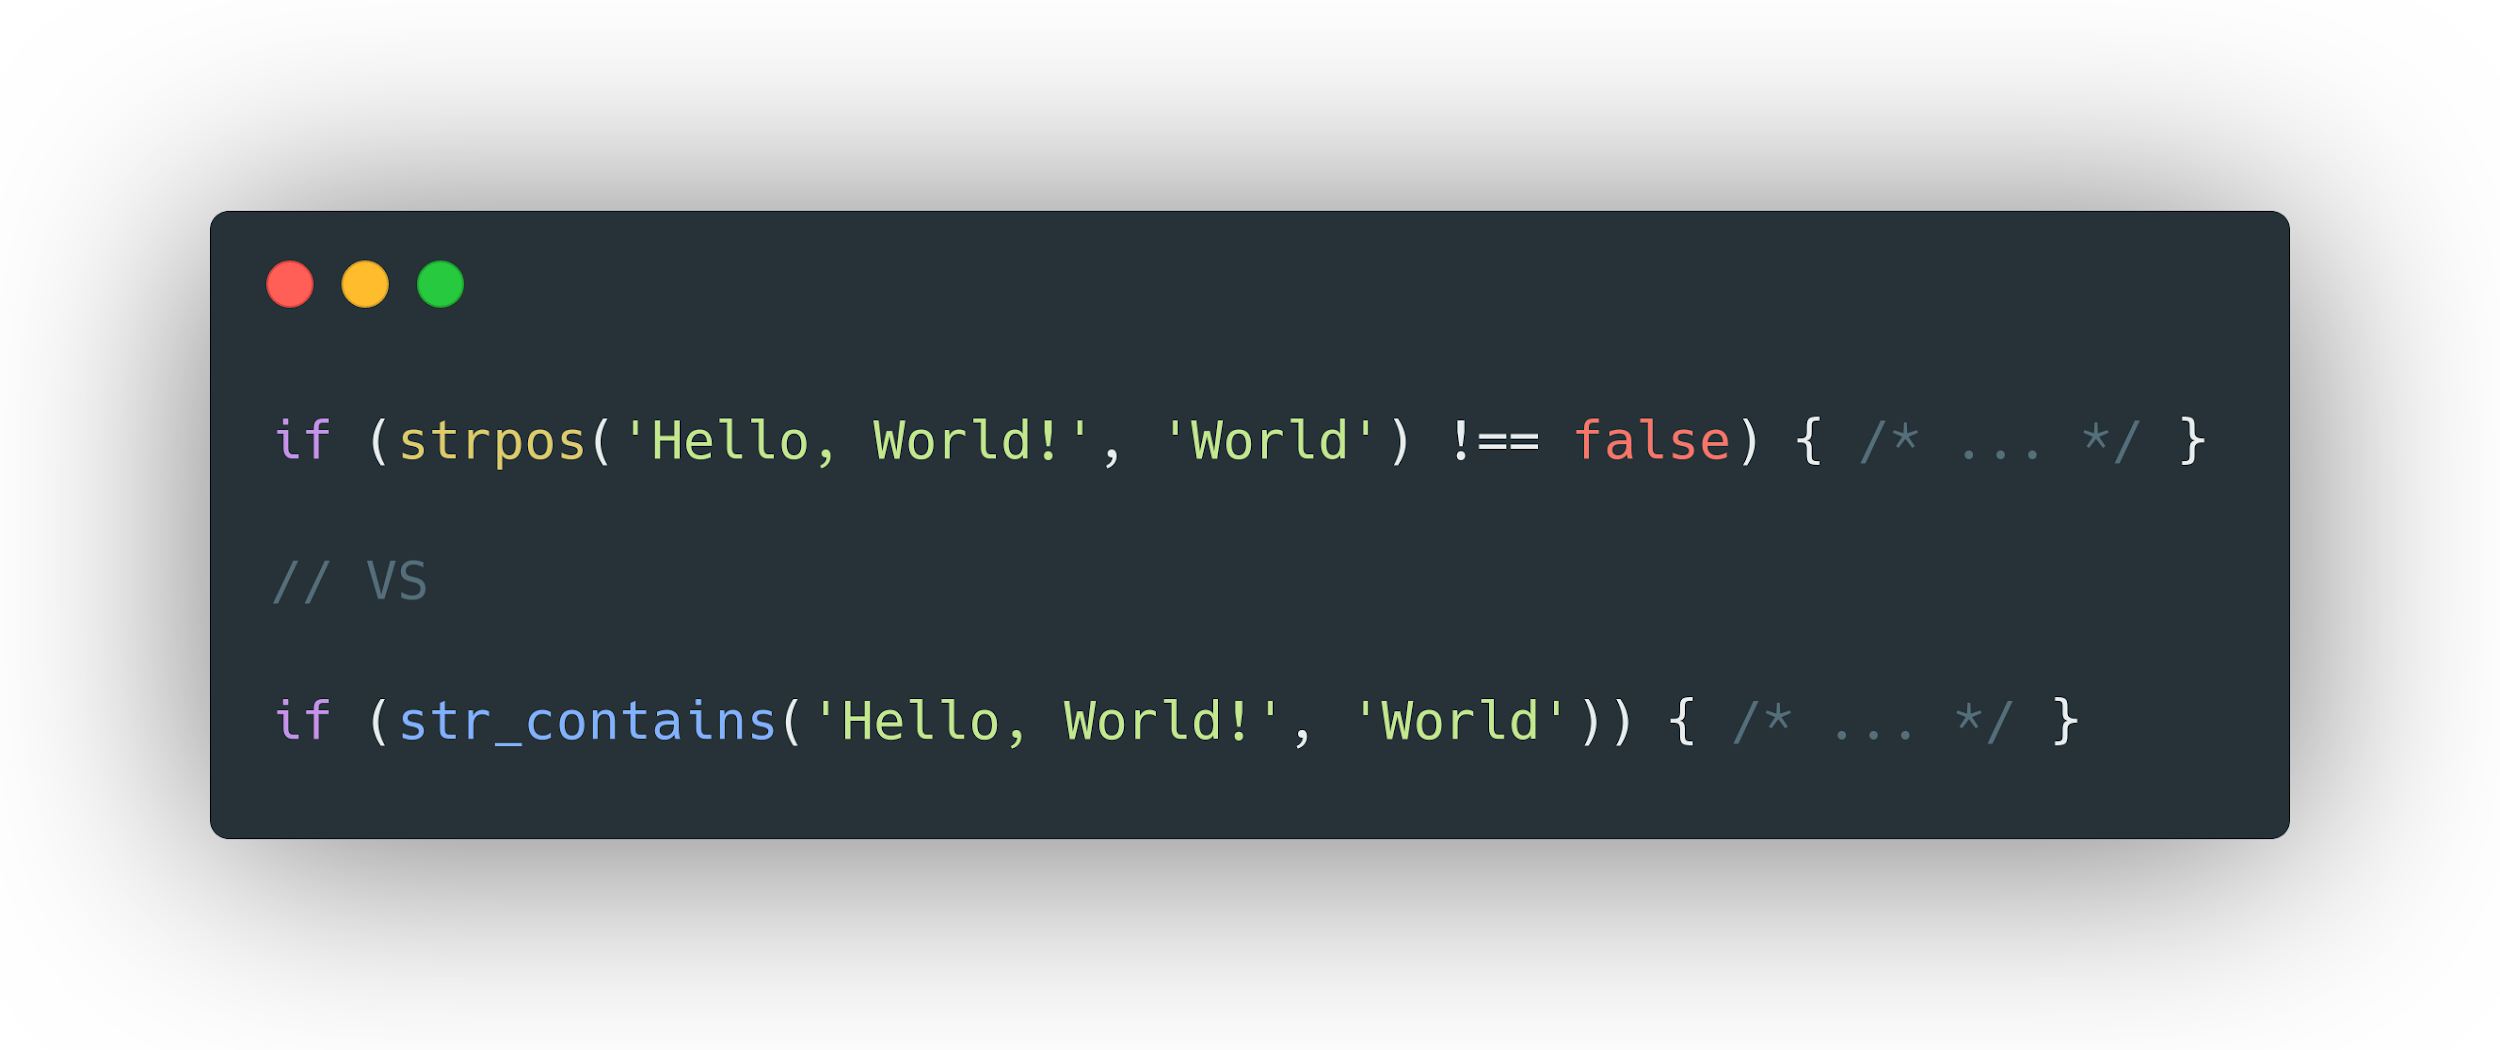 if (strpos('Hello, World!', 'World') !== false) { /* ... */ }
// VS
if (str_contains('Hello, World!', 'World')) { /* ... */ }